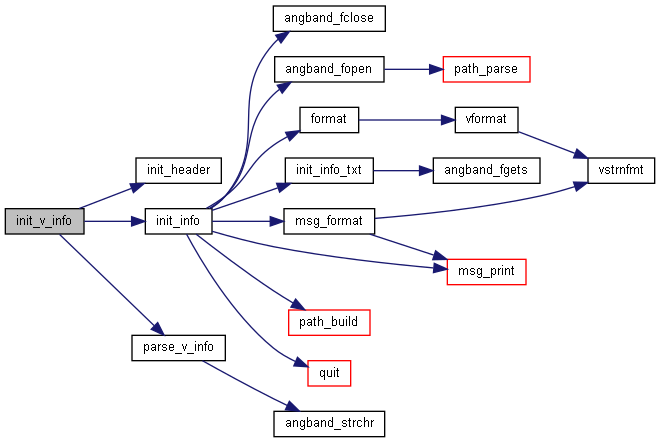 angband_fclose
angband_fopen
path_parse
format
vformat
init_header
init_info_txt
angband_fgets
vstrnfmt
init_v_info
init_info
msg_format
msg_print
path_build
parse_v_info
quit
angband_strchr